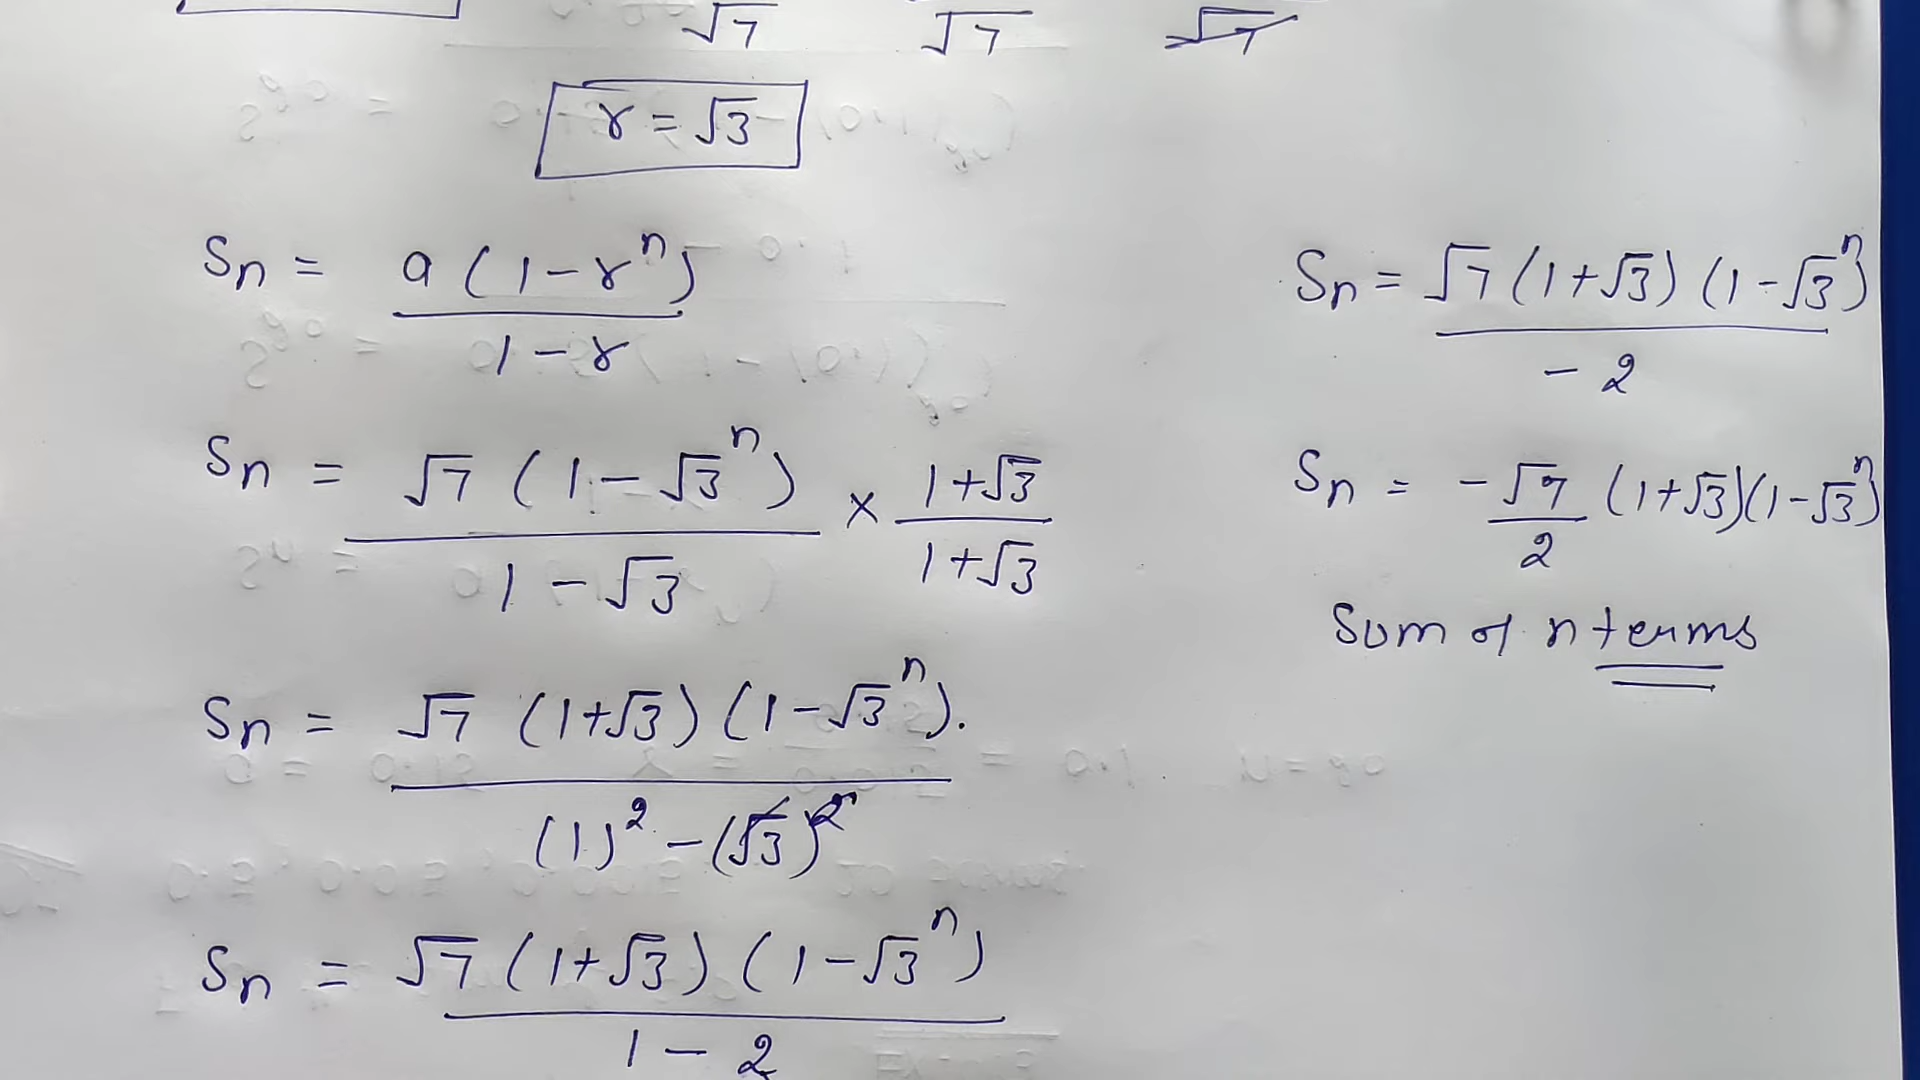 √7 √7 √7
r = √3
Sn = a(1-rⁿ) / 1-r
Sn = √7(1-√3ⁿ) / 1-√3 × 1+√3 / 1+√3
Sn = √7 (1+√3)(1-√3ⁿ). / (1)² - (√3)²
Sn = √7(1+√3)(1-√3ⁿ) / 1-2
Sn = √7(1+√3)(1-√3ⁿ) / -2
Sn = -√7/2 (1+√3)(1-√3ⁿ)
Sum of n terms